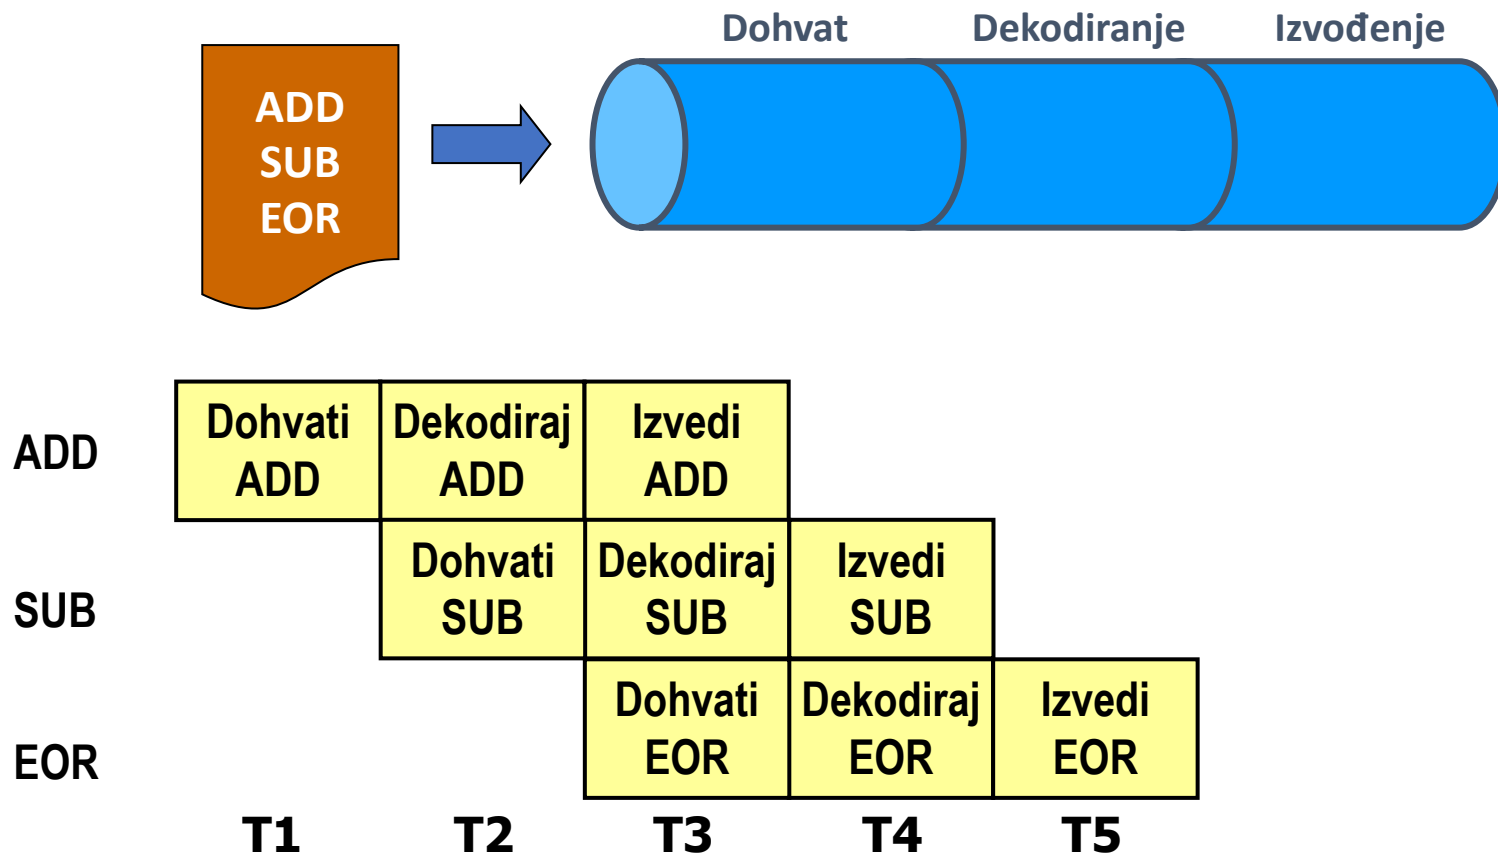 Dohvat Dekodiranje Izvođenje
ADD
SUB
EOR
ADD
Dohvati
ADD
Dekodiraj
ADD
Izvedi
ADD
SUB
Dohvati
SUB
Dekodiraj
SUB
Izvedi
SUB
EOR
Dohvati
EOR
Dekodiraj
EOR
Izvedi
EOR
T1 T2 T3 T4 T5